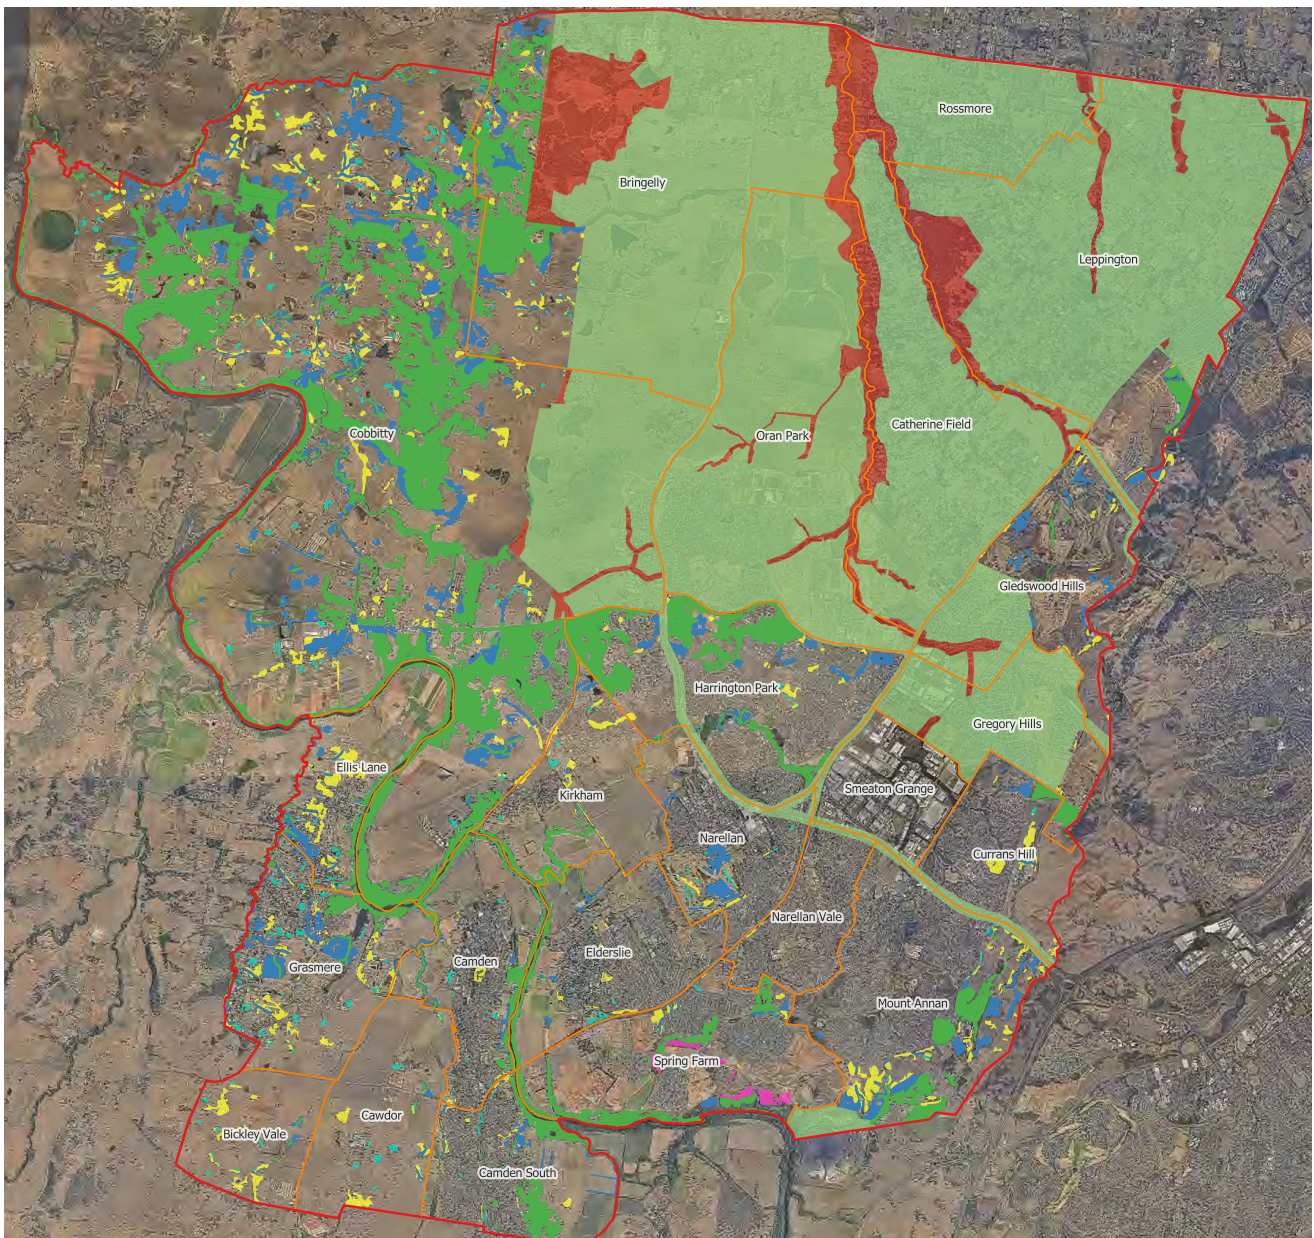 Rossmore
Bringelly
Leppington
Catherine Field
Cobbitty
Oran Park
Gledswood Hills
Harrington Park
Gregory Hills
Ellis Lane
Smeaton Grange
Kirkham
Narellan
Currans Hill
Narellan Vale
Elderslie
Camden
Grasmere
Mount Annan
Spring Farm
Cawdor
Bickley Vale
Camden South